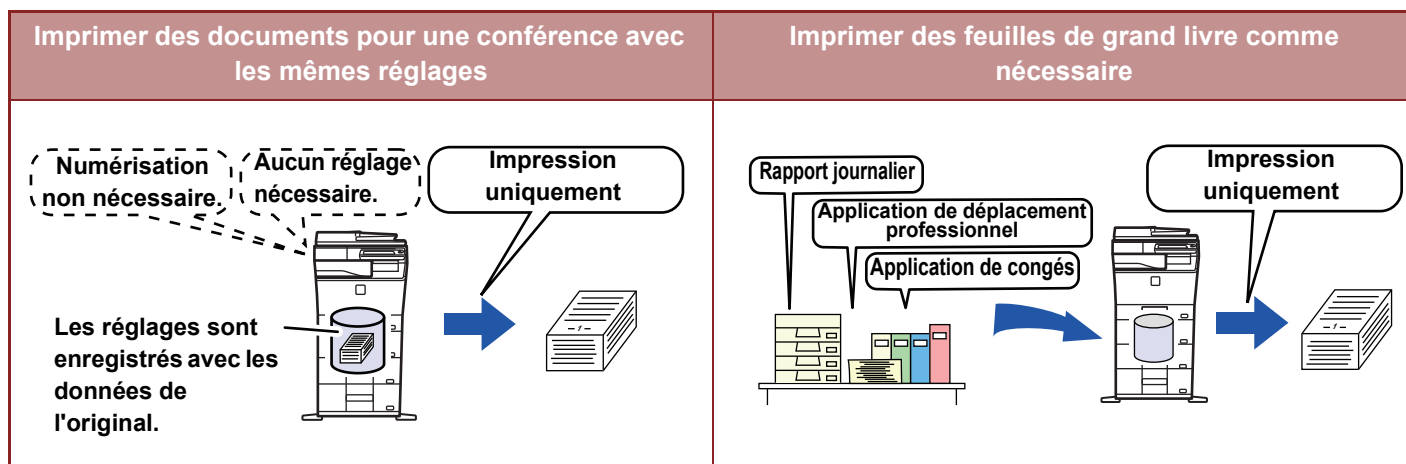 Imprimer des documents pour une conférence avec
les mêmes réglages
Numérisation
non nécessaire.
Aucun réglage
nécessaire.
Impression
uniquement
Les réglages sont
enregistrés avec les
données de
l'original.
-1-
Imprimer des feuilles de grand livre comme
nécessaire
Rapport journalier
Application de déplacement
professionnel
Application de congés
Impression
uniquement
-1-